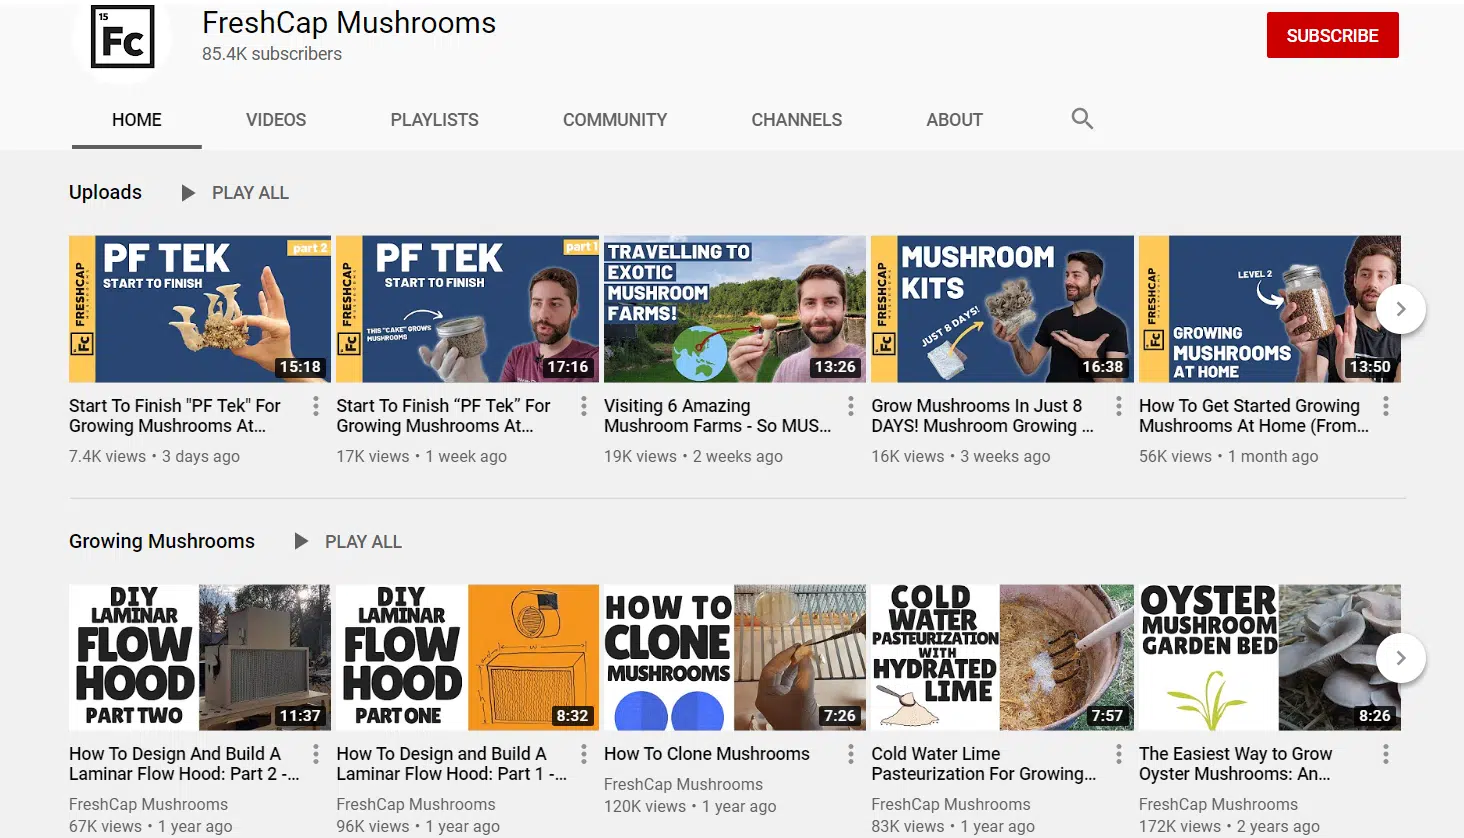 15
Fc
FreshCap Mushrooms
85.4K subscribers
SUBSCRIBE
HOME
VIDEOS
PLAYLISTS
COMMUNITY
CHANNELS
ABOUT
Uploads
PLAY ALL
FRESHCAP
Fc
PF TEK
START TO FINISH
part 2
15:18
Start To Finish "PF Tek" For
Growing Mushrooms At...
7.4K views • 3 days ago
FRESHCAP
Fc
PF TEK
START TO FINISH
part 1
THIS "CAKE" GROWS
MUSHROOMS
17:16
Start To Finish “PF Tek” For
Growing Mushrooms At...
17K views • 1 week ago
TRAVELLING TO
EXOTIC
MUSHROOM
FARMS!
13:26
Visiting 6 Amazing
Mushroom Farms - So MUS...
19K views • 2 weeks ago
FRESHCAP
Fc
MUSHROOM
KITS
JUST 8 DAYS!
16:38
Grow Mushrooms In Just 8
DAYS! Mushroom Growing ...
16K views • 3 weeks ago
FRESHCAP
Fc
LEVEL 2
GROWING
MUSHROOMS
AT HOME
13:50
How To Get Started Growing
Mushrooms At Home (From...
56K views • 1 month ago
Growing Mushrooms
PLAY ALL
DIY
LAMINAR
FLOW
HOOD
PART TWO
11:37
How To Design And Build A
Laminar Flow Hood: Part 2 -...
FreshCap Mushrooms
67K views • 1 year ago
DIY
LAMINAR
FLOW
HOOD
PART ONE
8:32
How To Design and Build A
Laminar Flow Hood: Part 1 -...
FreshCap Mushrooms
96K views • 1 year ago
HOW TO
CLONE
MUSHROOMS
7:26
How To Clone Mushrooms
FreshCap Mushrooms
120K views • 1 year ago
COLD
WATER
PASTEURIZATION
WITH
HYDRATED
LIME
7:57
Cold Water Lime
Pasteurization For Growing...
FreshCap Mushrooms
83K views • 1 year ago
OYSTER
MUSHROOM
GARDEN BED
8:26
The Easiest Way to Grow
Oyster Mushrooms: An...
FreshCap Mushrooms
172K views • 2 years ago